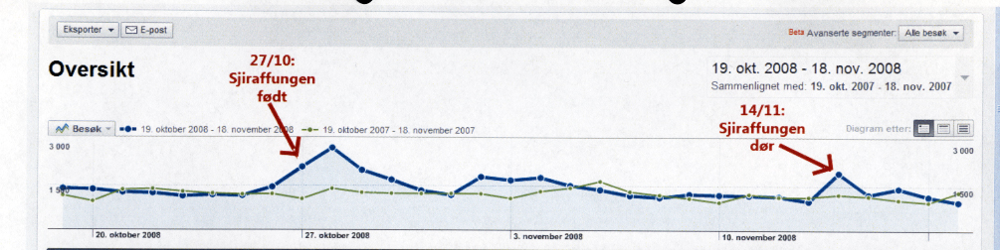 Eksporter
E-post
Beta Avanserte segmenter: Alle besøk
Oversikt
27/10:
Sjiraffungen
født
19. okt. 2008 - 18. nov. 2008
Sammenlignet med: 19. okt. 2007 - 18. nov. 2007
14/11:
Sjiraffungen
dør
Besøk
19. oktober 2008 - 18. november 2008
19. oktober 2007 - 18. november 2007
Diagram etter:
3 000
3 000
1 500
1 500
20. oktober 2008
27. oktober 2008
3. november 2008
10. november 2008